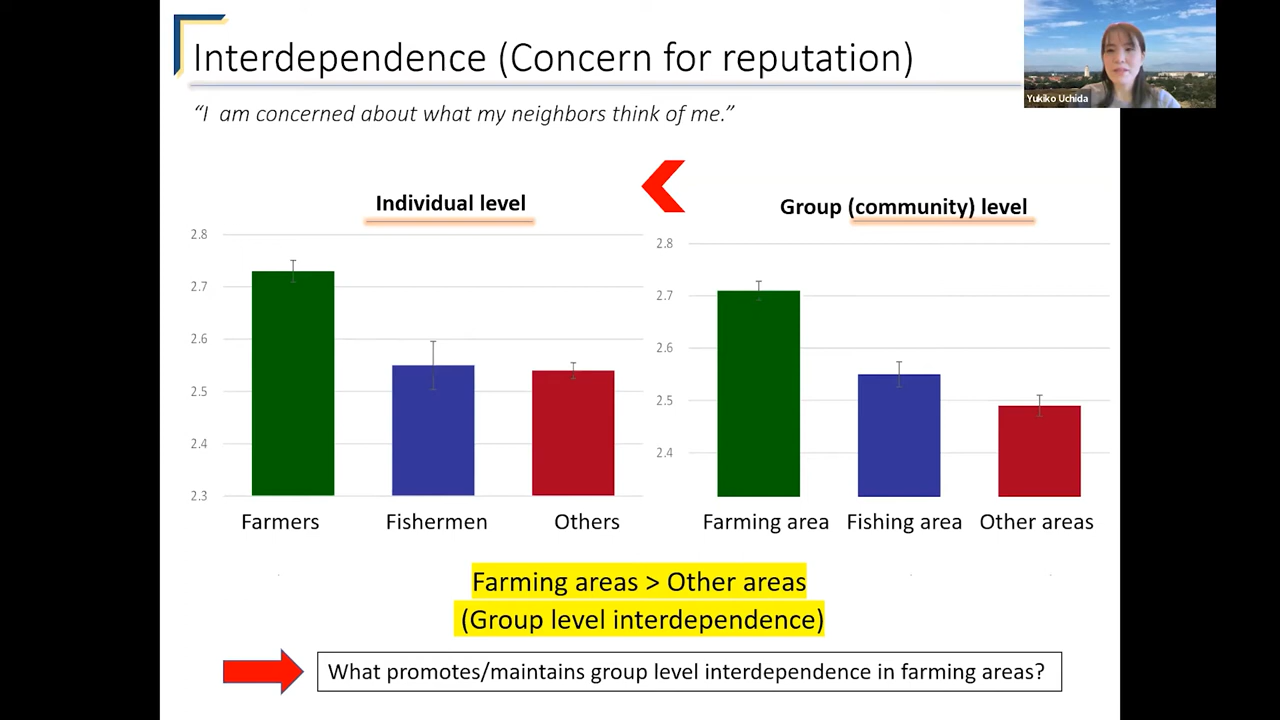 Interdependence (Concern for reputation)
Yukiko Uchida
“I am concerned about what my neighbors think of me.”
Individual level
2.8
2.7
2.6
2.5
2.4
2.3
Farmers Fishermen Others
Group (community) level
2.8
2.7
2.6
2.5
2.4
Farming area Fishing area Other areas
Farming areas > Other areas
(Group level interdependence)
What promotes/maintains group level interdependence in farming areas?